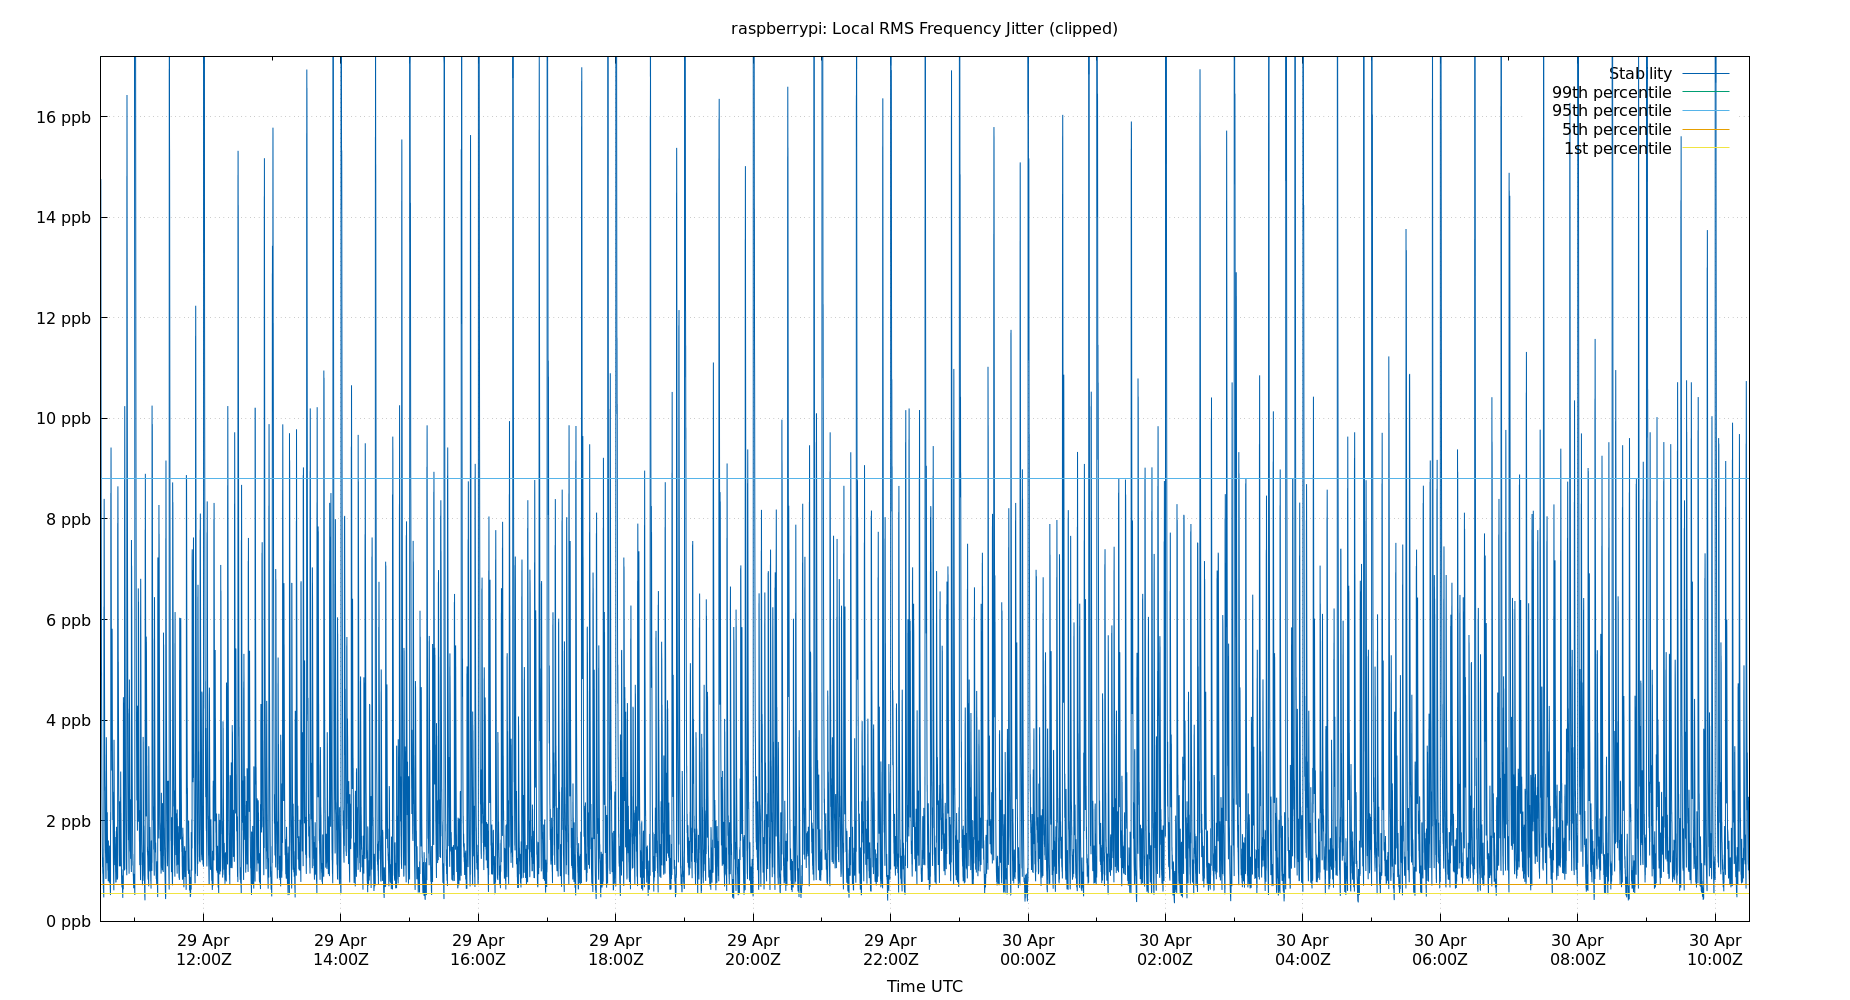 raspberrypi: Local RMS Frequency Jitter (clipped)
Stability
99th percentile
95th percentile
5th percentile
1st percentile
16 ppb
14 ppb
12 ppb
10 ppb
8 ppb
6 ppb
4 ppb
2 ppb
0 ppb
29 Apr 29 Apr 29 Apr 29 Apr 29 Apr 29 Apr 30 Apr 30 Apr 30 Apr 30 Apr 30 Apr 30 Apr
12:00Z 14:00Z 16:00Z 18:00Z 20:00Z 22:00Z 00:00Z 02:00Z 04:00Z 06:00Z 08:00Z 10:00Z
Time UTC